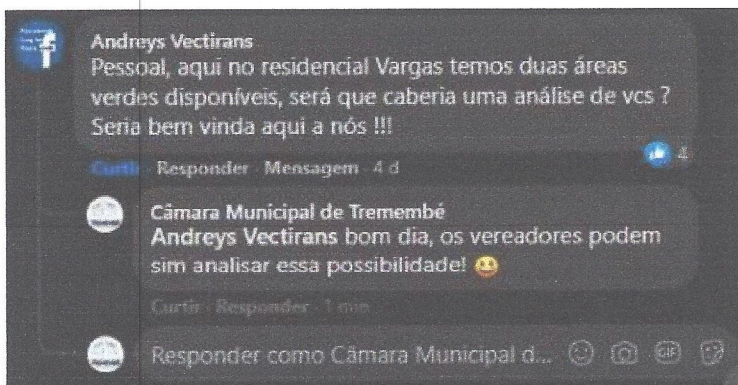 Andreys Vectirans
Pessoal, aqui no residencial Vargas temos duas áreas
verdes disponíveis, será que caberia uma análise de vcs ?
Seria bem vinda aqui a nós !!!
Curtir · Responder · Mensagem · 4 d
4
Câmara Municipal de Tremembé
Andreys Vectirans bom dia, os vereadores podem
sim analisar essa possibilidade! 😃
Curtir · Responder · 1 min
Responder como Câmara Municipal d...
GIF